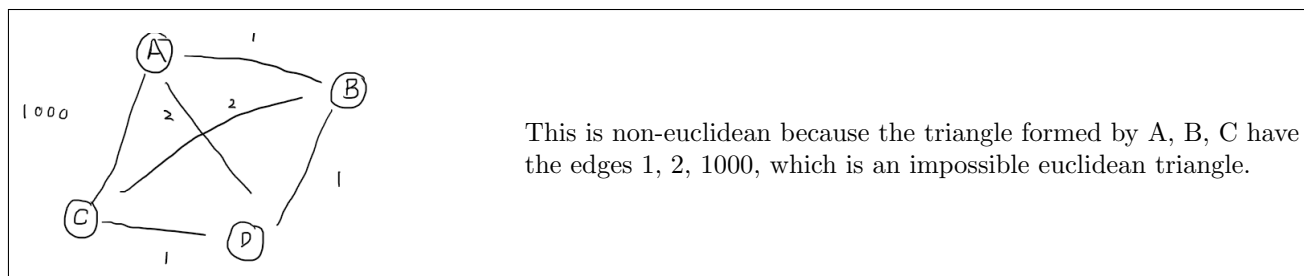 1
A
B
1000
2
2
1
C
D
1
This is non-euclidean because the triangle formed by A, B, C have
the edges 1, 2, 1000, which is an impossible euclidean triangle.